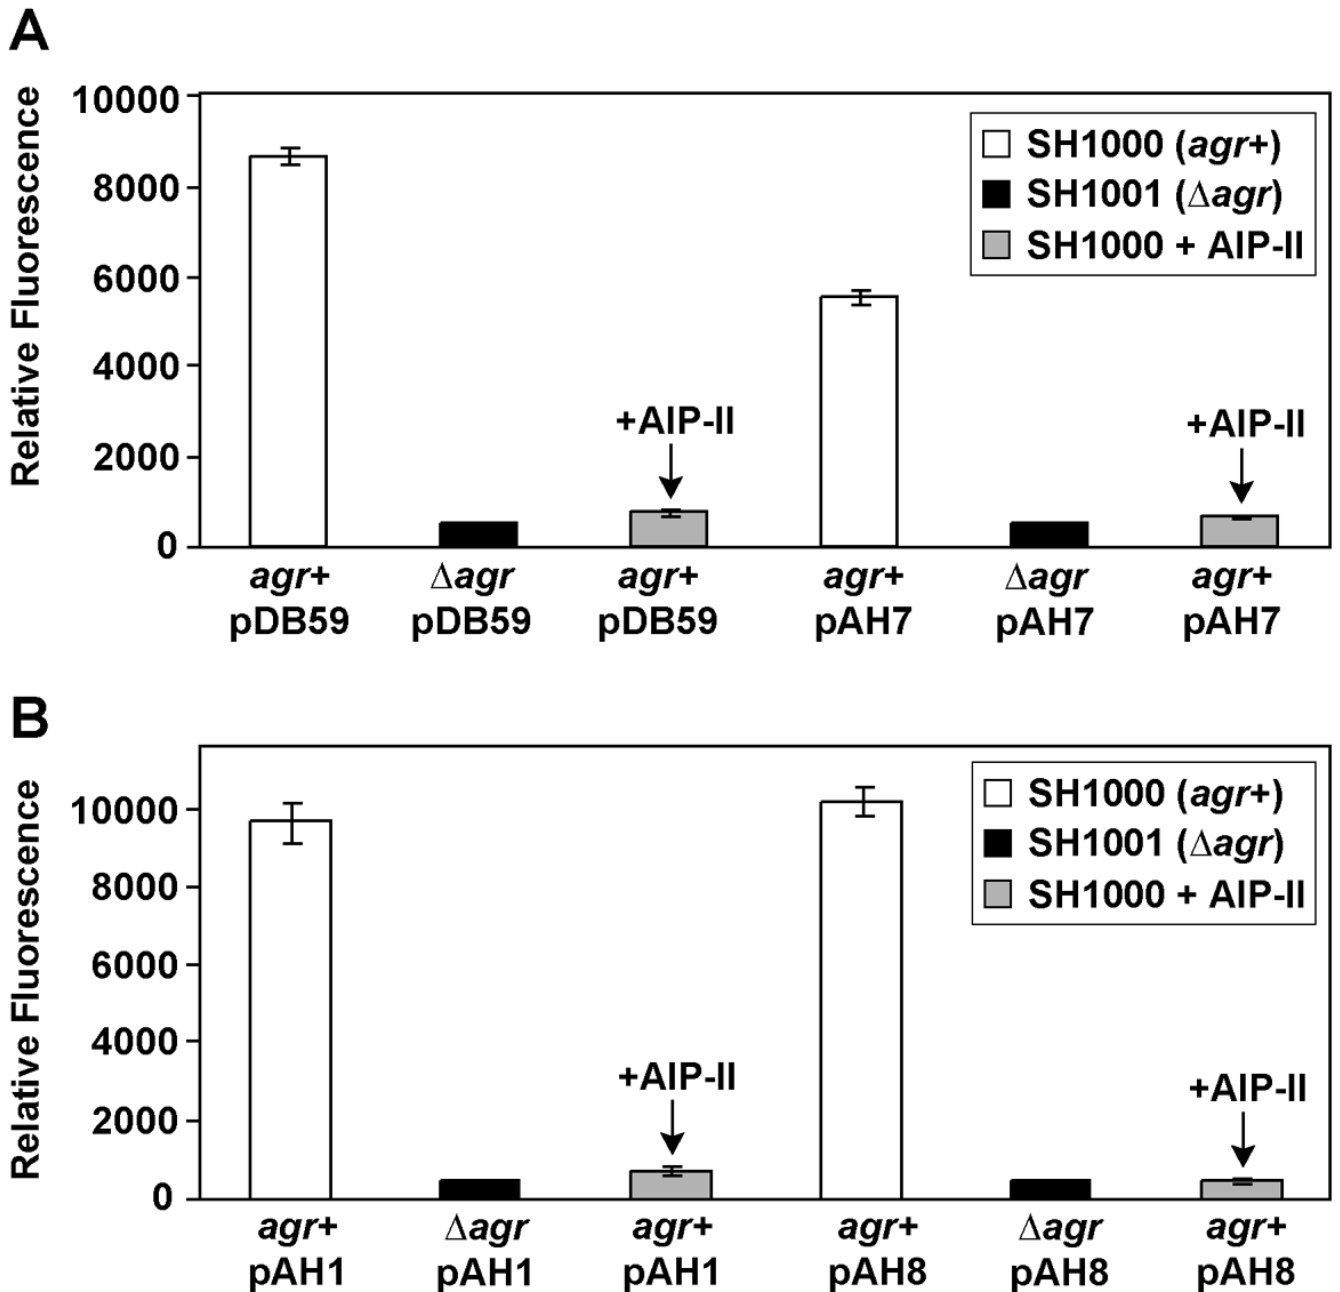 A
Relative Fluorescence
10000
8000
6000
4000
2000
0
SH1000 (agr+)
SH1001 (Δagr)
SH1000 + AIP-II
+AIP-II
+AIP-II
agr+ Δagr agr+ agr+ Δagr agr+
pDB59 pDB59 pDB59 pAH7 pAH7 pAH7
B
Relative Fluorescence
10000
8000
6000
4000
2000
0
SH1000 (agr+)
SH1001 (Δagr)
SH1000 + AIP-II
+AIP-II
+AIP-II
agr+ Δagr agr+ agr+ Δagr agr+
pAH1 pAH1 pAH1 pAH8 pAH8 pAH8